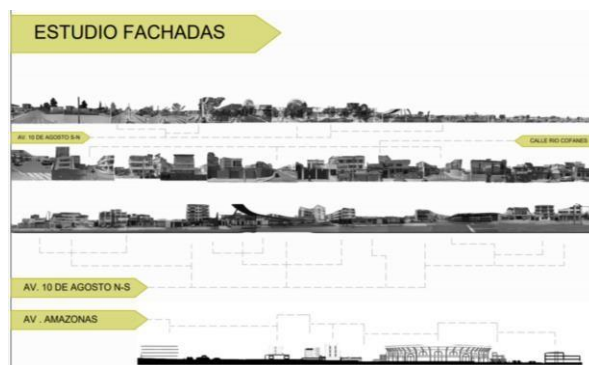 ESTUDIO FACHADAS
AV. 10 DE AGOSTO S-N
CALLE RIO COFANES
AV. 10 DE AGOSTO N-S
AV . AMAZONAS